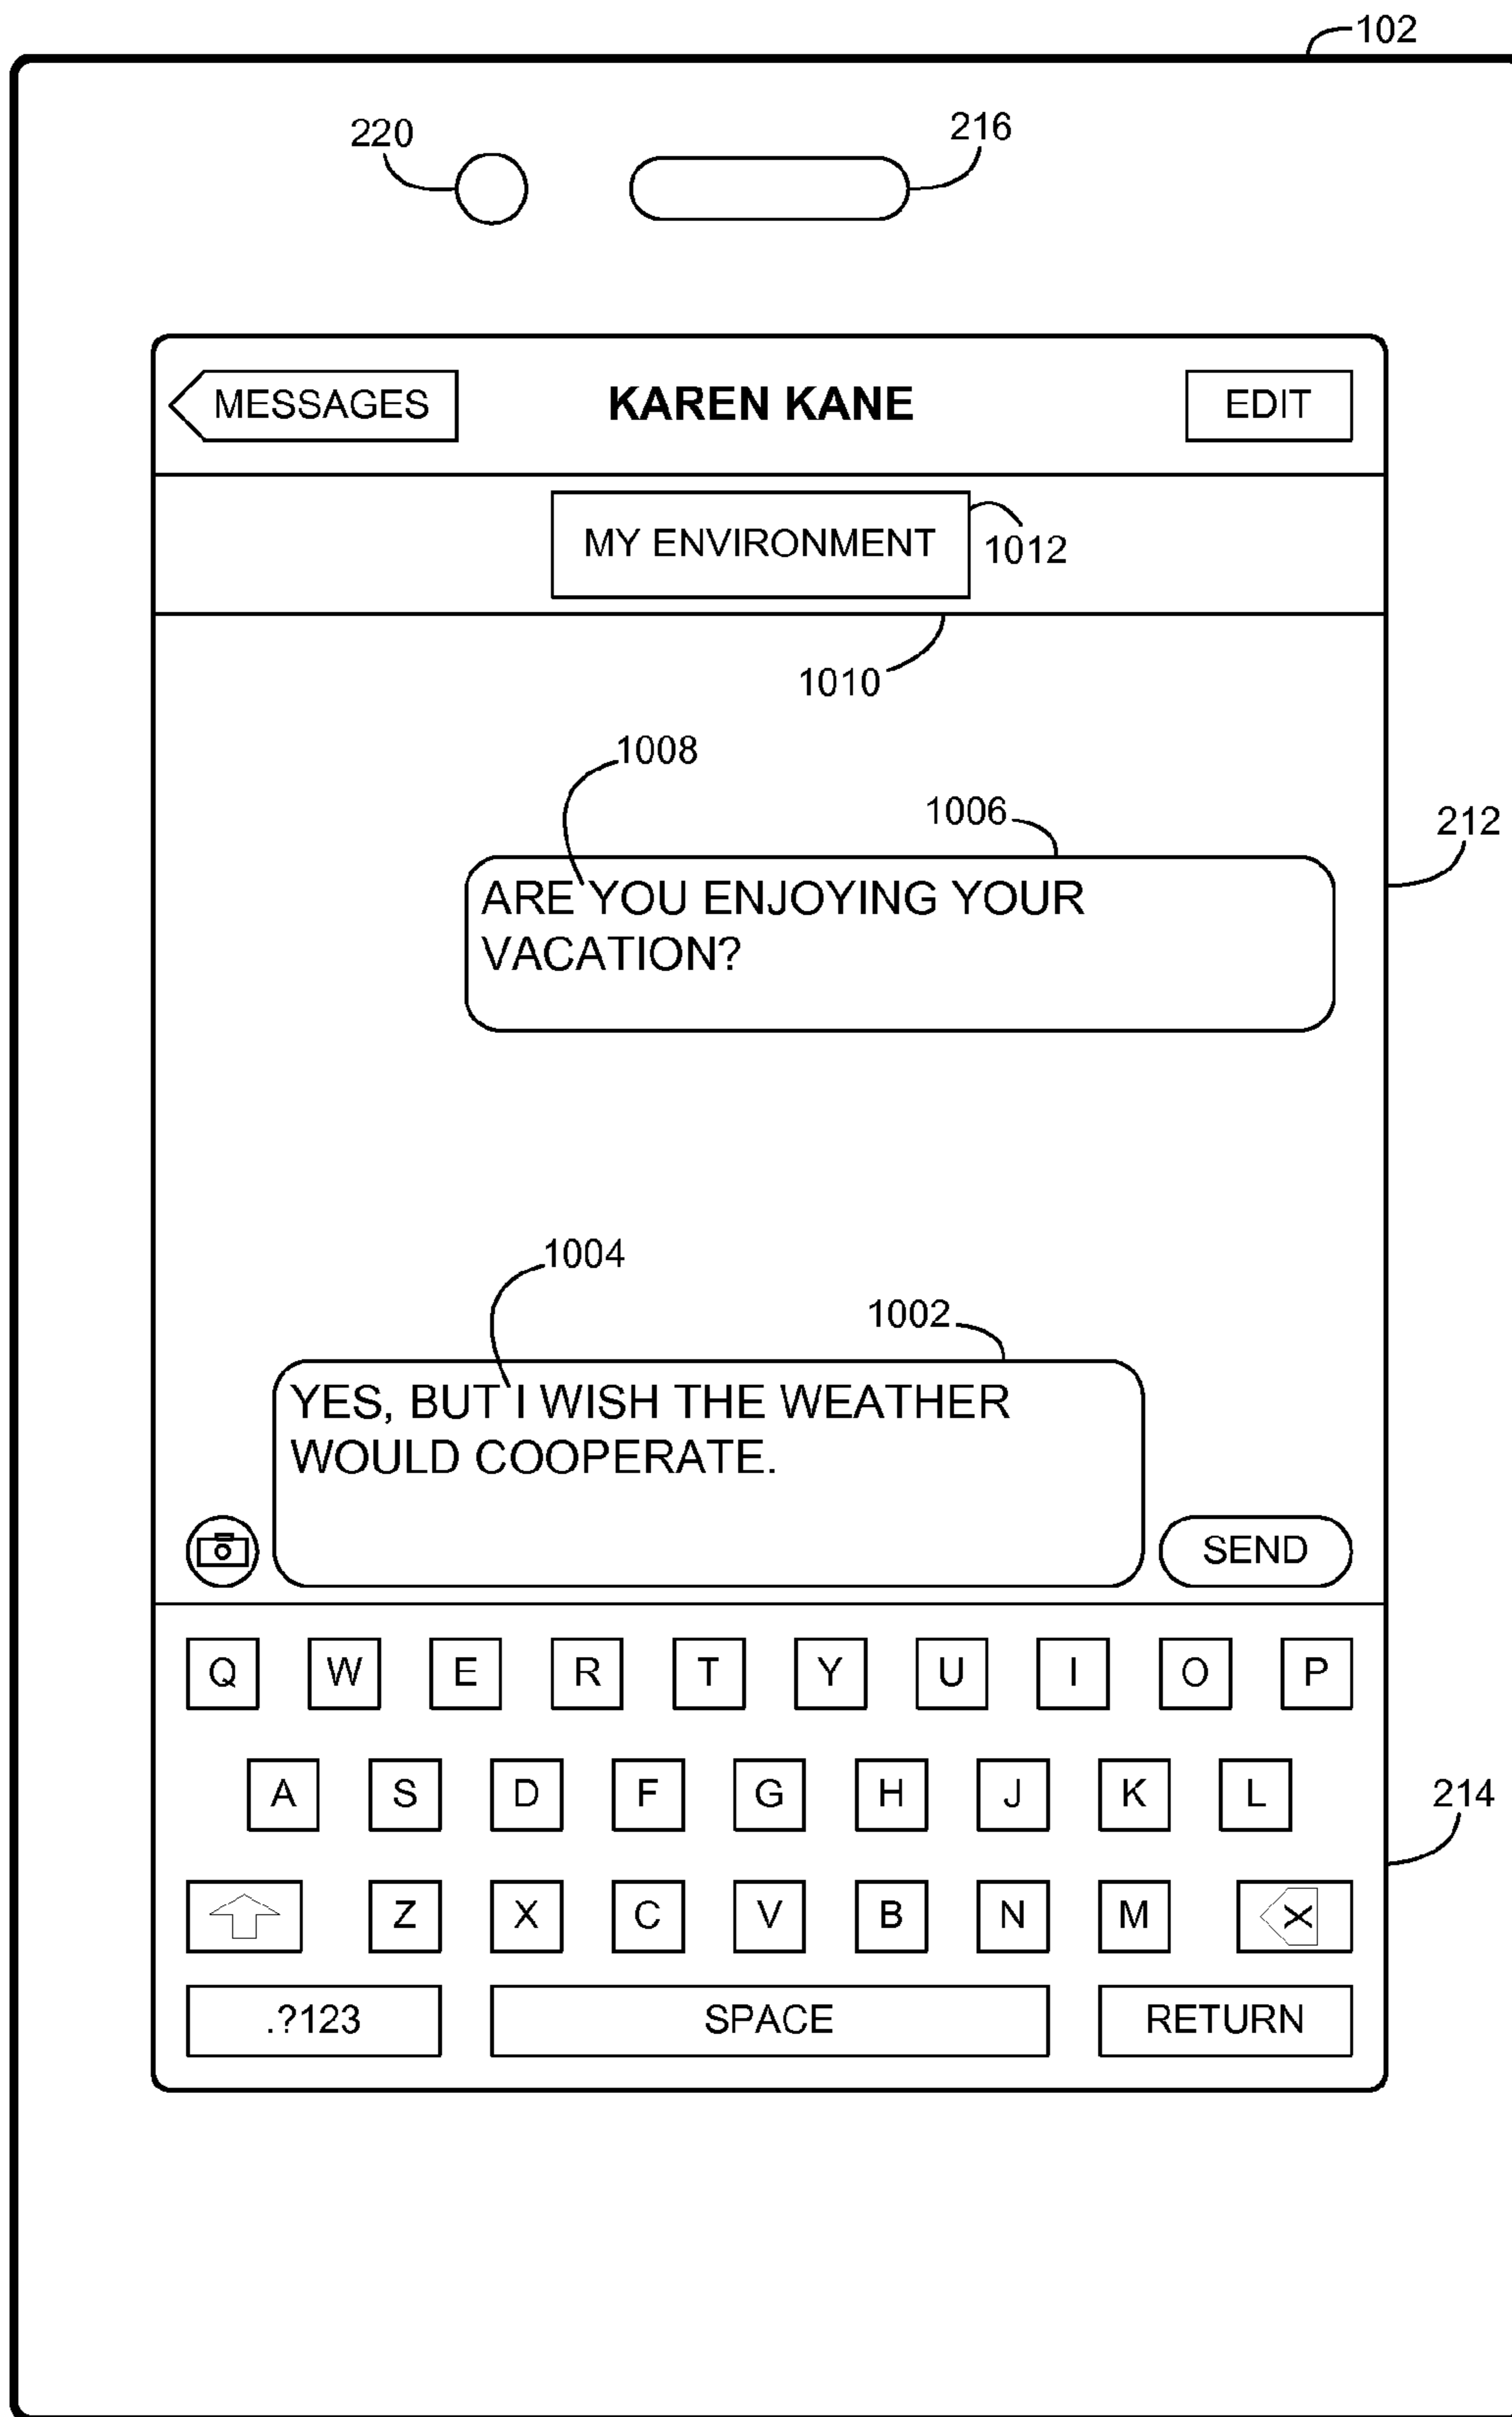 102
220
216
MESSAGES
KAREN KANE
EDIT
MY ENVIRONMENT
1012
1010
1008
1006
212
ARE YOU ENJOYING YOUR
VACATION?
1004
1002
YES, BUT I WISH THE WEATHER
WOULD COOPERATE.
SEND
Q W E R T Y U I O P
A S D F G H J K L
214
Z X C V B N M X
.?123 SPACE RETURN